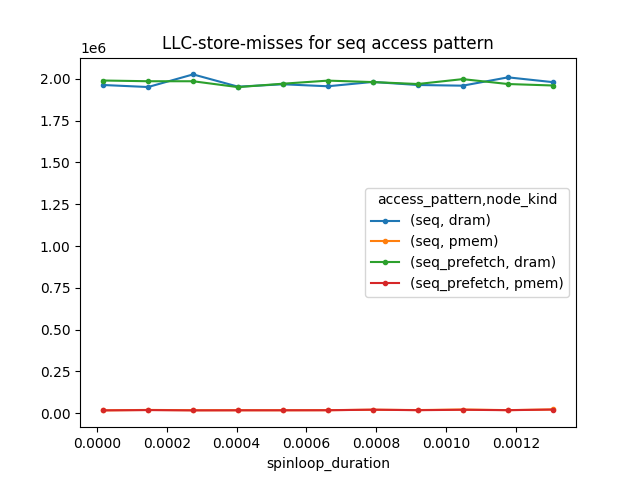 LLC-store-misses for seq access pattern
1e6
2.00
1.75
1.50
1.25
1.00
0.75
0.50
0.25
0.00
access_pattern,node_kind
(seq, dram)
(seq, pmem)
(seq_prefetch, dram)
(seq_prefetch, pmem)
0.0000 0.0002 0.0004 0.0006 0.0008 0.0010 0.0012
spinloop_duration